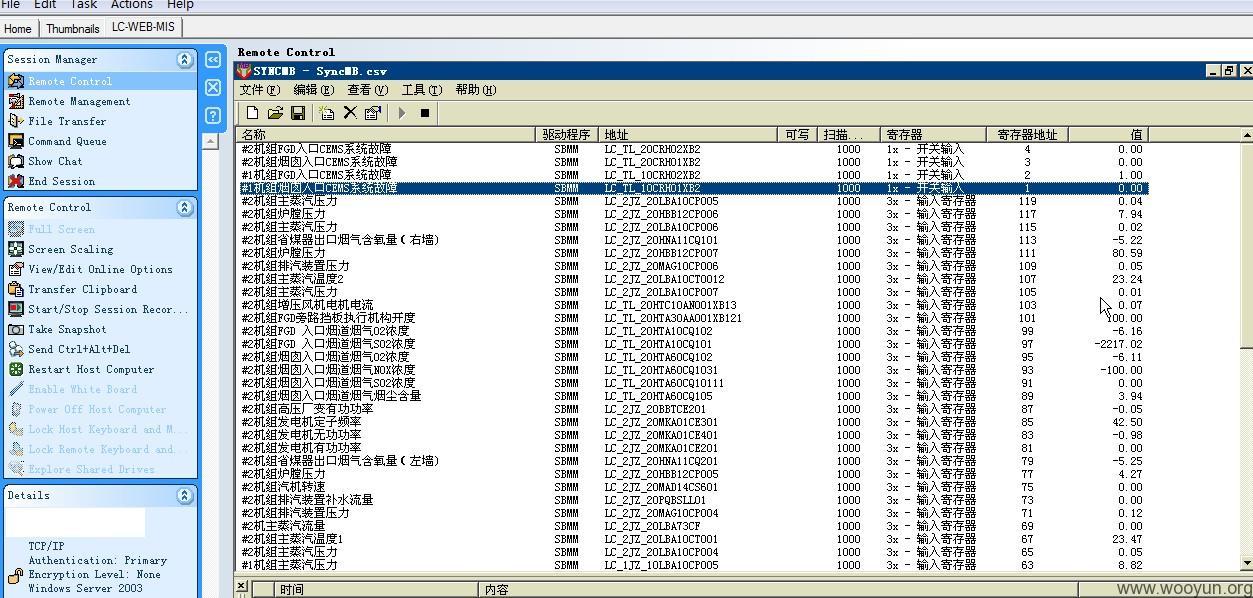 File Edit Task Actions Help
Home Thumbnails LC-WEB-MIS
Session Manager
Remote Control
Remote Management
File Transfer
Command Queue
Show Chat
End Session
Remote Control
Full Screen
Screen Scaling
View/Edit Online Options
Transfer Clipboard
Start/Stop Session Recor...
Take Snapshot
Send Ctrl+Alt+Del
Restart Host Computer
Enable White Board
Power Off Host Computer
Lock Host Keyboard and M...
Lock Remote Keyboard and...
Explore Shared Drives
Details
TCP/IP
Authentication: Primary
Encryption Level: None
Windows Server 2003
Remote Control
SYNCMB - SyncMB.csv
文件(F) 编辑(E) 查看(V) 工具(T) 帮助(H)
名称 驱动程序 地址 可写 扫描... 寄存器 寄存器地址 值
#2机组FGD入口CEMS系统故障 SBMM LC_TL_20CRH02XB2 1000 1x - 开关输入 4 0.00
#2机组烟囱入口CEMS系统故障 SBMM LC_TL_20CRH01XB2 1000 1x - 开关输入 3 0.00
#1机组FGD入口CEMS系统故障 SBMM LC_TL_10CRH02XB2 1000 1x - 开关输入 2 1.00
#1机组烟囱入口CEMS系统故障 SBMM LC_TL_10CRH01XB2 1000 1x - 开关输入 1 0.00
#2机组主蒸汽压力 SBMM LC_2JZ_20LBA10CP005 1000 3x - 输入寄存器 119 0.04
#2机组炉膛压力 SBMM LC_2JZ_20HBB12CP006 1000 3x - 输入寄存器 117 7.94
#2机组主蒸汽压力 SBMM LC_2JZ_20LBA10CP006 1000 3x - 输入寄存器 115 0.02
#2机组省煤器出口烟气含氧量(右墙) SBMM LC_2JZ_20HNA11CQ101 1000 3x - 输入寄存器 113 -5.22
#2机组炉膛压力 SBMM LC_2JZ_20HBB12CP007 1000 3x - 输入寄存器 111 80.59
#2机组排汽装置压力 SBMM LC_2JZ_20MAG10CP006 1000 3x - 输入寄存器 109 0.05
#2机组主蒸汽温度2 SBMM LC_2JZ_20LBA10CT0012 1000 3x - 输入寄存器 107 23.24
#2机组主蒸汽压力 SBMM LC_2JZ_20LBA10CP007 1000 3x - 输入寄存器 105 0.01
#2机组增压风机电机电流 SBMM LC_TL_20HTC10AN001XB13 1000 3x - 输入寄存器 103 0.07
#2机组FGD旁路挡板执行机构开度 SBMM LC_TL_20HTA30AA001XB121 1000 3x - 输入寄存器 101 100.00
#2机组FGD 入口烟道烟气O2浓度 SBMM LC_TL_20HTA10CQ102 1000 3x - 输入寄存器 99 -6.16
#2机组FGD 入口烟道烟气SO2浓度 SBMM LC_TL_20HTA10CQ101 1000 3x - 输入寄存器 97 -2217.02
#2机组烟囱入口烟道烟气O2浓度 SBMM LC_TL_20HTA60CQ102 1000 3x - 输入寄存器 95 -6.11
#2机组烟囱入口烟道烟气NOX浓度 SBMM LC_TL_20HTA60CQ1031 1000 3x - 输入寄存器 93 -100.00
#2机组烟囱入口烟道烟气SO2浓度 SBMM LC_TL_20HTA60CQ10111 1000 3x - 输入寄存器 91 0.00
#2机组烟囱入口烟道烟气烟尘含量 SBMM LC_TL_20HTA60CQ105 1000 3x - 输入寄存器 89 3.94
#2机组高压厂变有功功率 SBMM LC_2JZ_20BBTCE201 1000 3x - 输入寄存器 87 -0.05
#2机组发电机定子频率 SBMM LC_2JZ_20MKA01CE301 1000 3x - 输入寄存器 85 42.50
#2机组发电机无功功率 SBMM LC_2JZ_20MKA01CE401 1000 3x - 输入寄存器 83 -0.98
#2机组发电机有功功率 SBMM LC_2JZ_20MKA01CE201 1000 3x - 输入寄存器 81 0.00
#2机组省煤器出口烟气含氧量(左墙) SBMM LC_2JZ_20HNA11CQ201 1000 3x - 输入寄存器 79 -5.25
#2机组炉膛压力 SBMM LC_2JZ_20HBB12CP005 1000 3x - 输入寄存器 77 4.27
#2机组汽机转速 SBMM LC_2JZ_20MAD14CS601 1000 3x - 输入寄存器 75 0.00
#2机组排汽装置补水流量 SBMM LC_2JZ_20PQBSLL01 1000 3x - 输入寄存器 73 0.00
#2机组排汽装置压力 SBMM LC_2JZ_20MAG10CP004 1000 3x - 输入寄存器 71 0.12
#2机主蒸汽流量 SBMM LC_2JZ_20LBA73CF 1000 3x - 输入寄存器 69 0.00
#2机组主蒸汽温度1 SBMM LC_2JZ_20LBA10CT001 1000 3x - 输入寄存器 67 23.47
#2机组主蒸汽压力 SBMM LC_2JZ_20LBA10CP004 1000 3x - 输入寄存器 65 0.05
#1机组主蒸汽压力 SBMM LC_1JZ_10LBA10CP005 1000 3x - 输入寄存器 63 8.82
时间 内容
www.wooyun.org